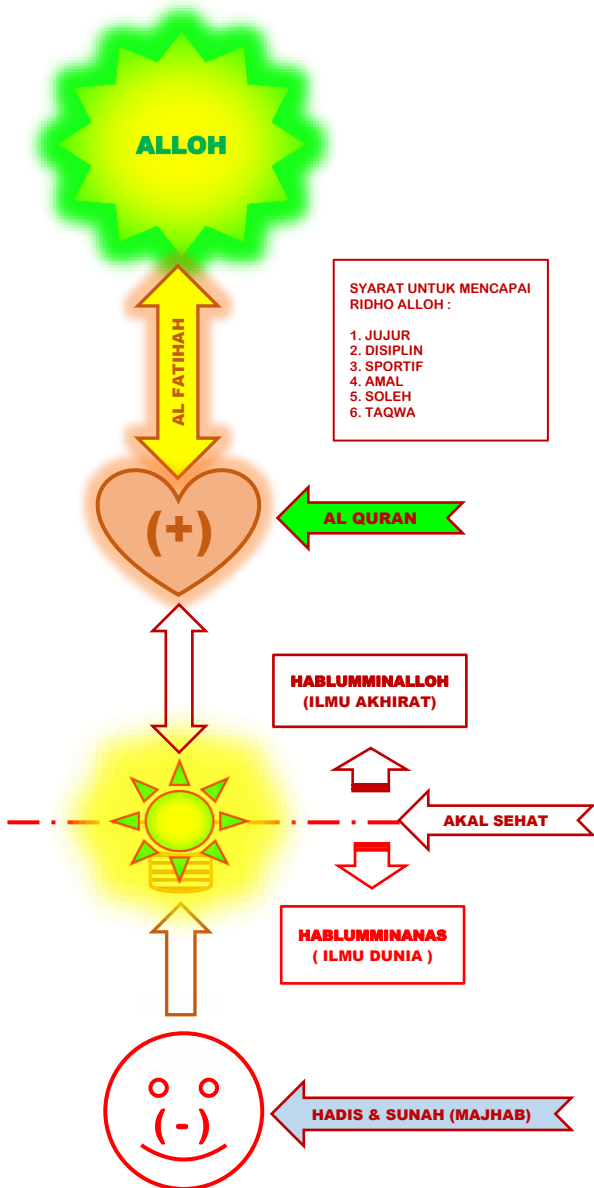 ALLOH
AL FATIHAH
SYARAT UNTUK MENCAPAI
RIDHO ALLOH :
1. JUJUR
2. DISIPLIN
3. SPORTIF
4. AMAL
5. SOLEH
6. TAQWA
(+)
AL QURAN
HABLUMMINALLOH
(ILMU AKHIRAT)
AKAL SEHAT
HABLUMMINANAS
( ILMU DUNIA )
(-)
HADIS & SUNAH (MAJHAB)